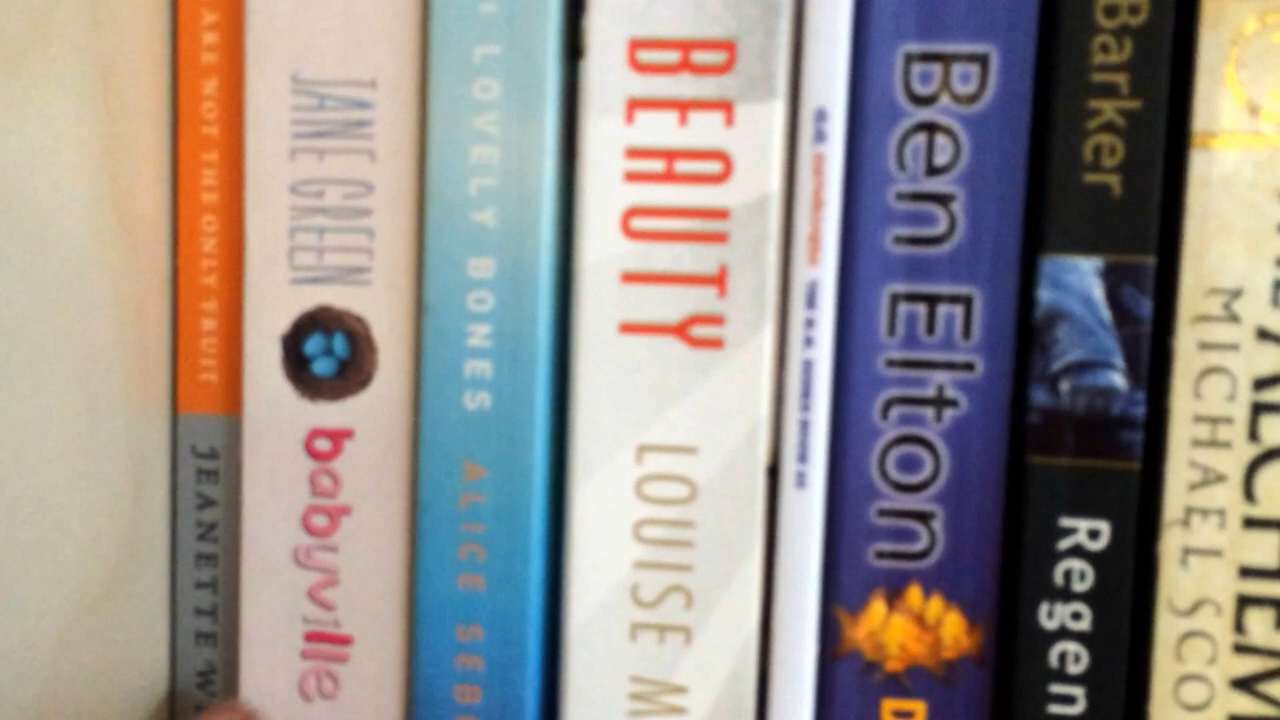 ARE NOT THE ONLY FRUIT
JEANETTE W
JANE GREEN
babyville
LOVELY BONES
ALICE SEB
BEAUTY
LOUISE M
Ben Elton
D
Barker
Regen
MICHAEL SCO
ALCHEM